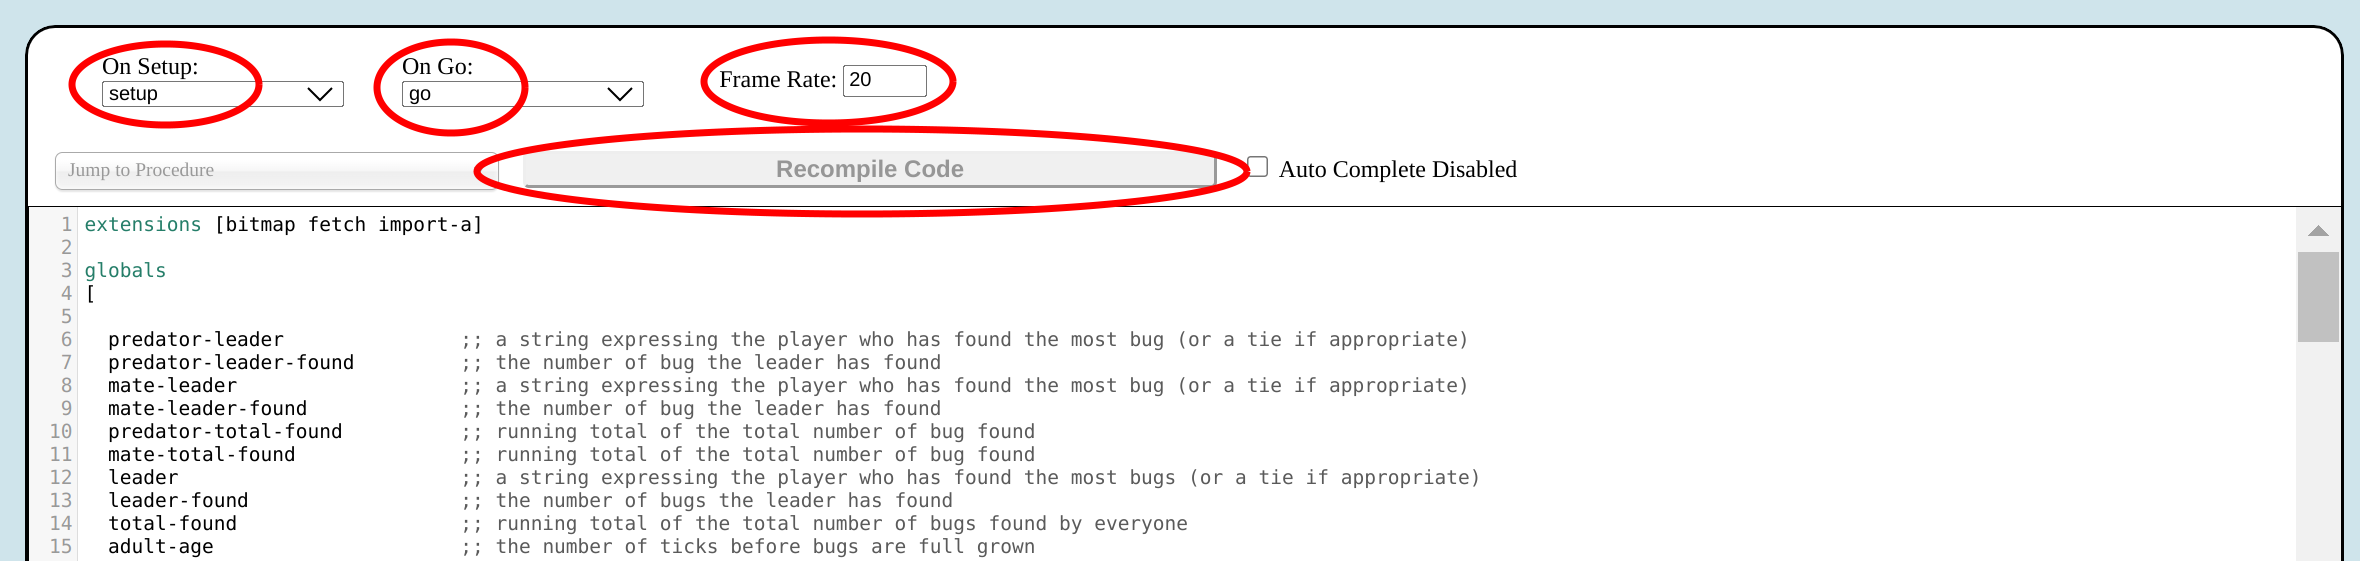 On Setup: On Go: Frame Rate: 20
setup go
Jump to Procedure Recompile Code Auto Complete Disabled
1 extensions [bitmap fetch import-a]
2
3 globals
4 [
5
6 predator-leader ;; a string expressing the player who has found the most bug (or a tie if appropriate)
7 predator-leader-found ;; the number of bug the leader has found
8 mate-leader ;; a string expressing the player who has found the most bug (or a tie if appropriate)
9 mate-leader-found ;; the number of bug the leader has found
10 predator-total-found ;; running total of the total number of bug found
11 mate-total-found ;; running total of the total number of bug found
12 leader ;; a string expressing the player who has found the most bugs (or a tie if appropriate)
13 leader-found ;; the number of bugs the leader has found
14 total-found ;; running total of the total number of bugs found by everyone
15 adult-age ;; the number of ticks before bugs are full grown